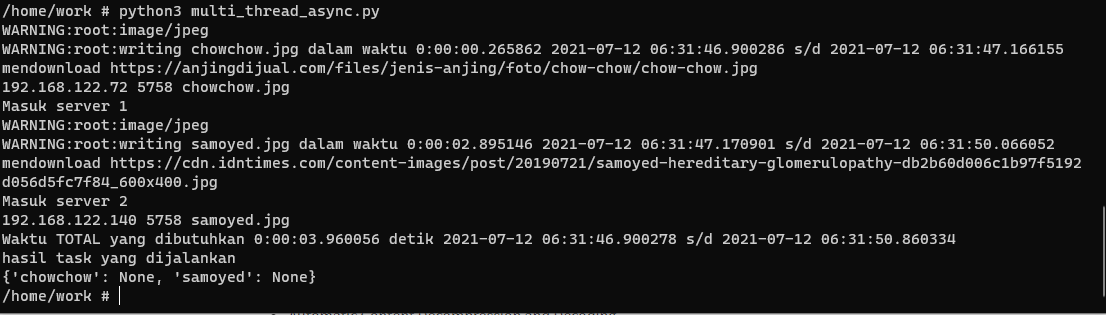 /home/work # python3 multi_thread_async.py
WARNING:root:image/jpeg
WARNING:root:writing chowchow.jpg dalam waktu 0:00:00.265862 2021-07-12 06:31:46.900286 s/d 2021-07-12 06:31:47.166155
mendownload https://anjingdijual.com/files/jenis-anjing/foto/chow-chow/chow-chow.jpg
192.168.122.72 5758 chowchow.jpg
Masuk server 1
WARNING:root:image/jpeg
WARNING:root:writing samoyed.jpg dalam waktu 0:00:02.895146 2021-07-12 06:31:47.170901 s/d 2021-07-12 06:31:50.066052
mendownload https://cdn.idntimes.com/content-images/post/20190721/samoyed-hereditary-glomerulopathy-db2b60d006c1b97f5192
d056d5fc7f84_600x400.jpg
Masuk server 2
192.168.122.140 5758 samoyed.jpg
Waktu TOTAL yang dibutuhkan 0:00:03.960056 detik 2021-07-12 06:31:46.900278 s/d 2021-07-12 06:31:50.860334
hasil task yang dijalankan
{'chowchow': None, 'samoyed': None}
/home/work #